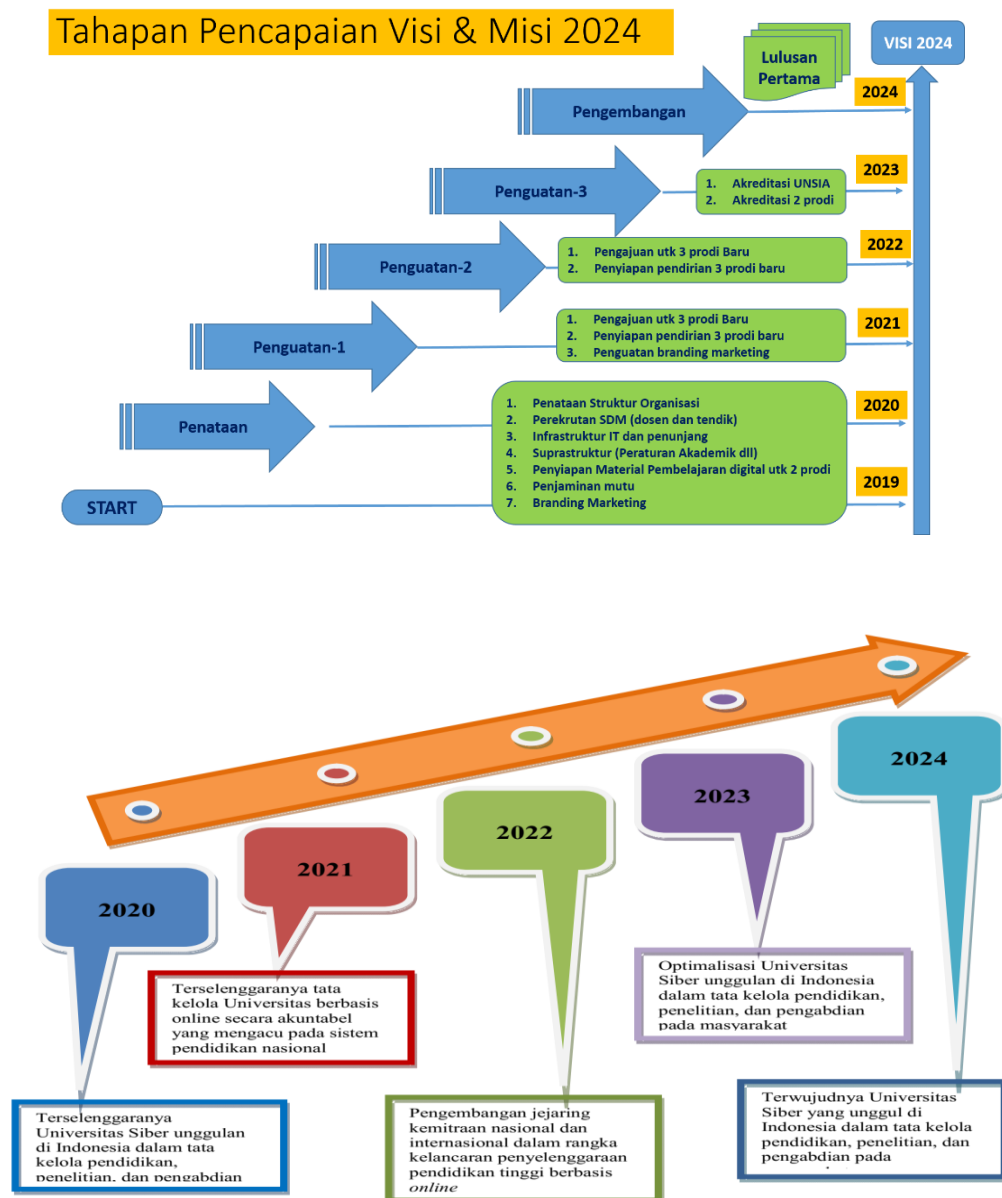 Tahapan Pencapaian Visi & Misi 2024
Lulusan
Pertama
VISI 2024
Pengembangan
2024
Penguatan-3
1. Akreditasi UNSIA
2. Akreditasi 2 prodi
2023
Penguatan-2
1. Pengajuan utk 3 prodi Baru
2. Penyiapan pendirian 3 prodi baru
2022
Penguatan-1
1. Pengajuan utk 3 prodi Baru
2. Penyiapan pendirian 3 prodi baru
3. Penguatan branding marketing
2021
Penataan
1. Penataan Struktur Organisasi
2. Perekrutan SDM (dosen dan tendik)
3. Infrastruktur IT dan penunjang
4. Suprastruktur (Peraturan Akademik dll)
5. Penyiapan Material Pembelajaran digital utk 2 prodi
6. Penjaminan mutu
7. Branding Marketing
2020
2019
START
2020
Terselenggaranya
Universitas Siber unggulan
di Indonesia dalam tata
kelola pendidikan,
penelitian, dan pengabdian
2021
Terselenggaranya tata
kelola Universitas berbasis
online secara akuntabel
yang mengacu pada sistem
pendidikan nasional
2022
Pengembangan jejaring
kemitraan nasional dan
internasional dalam rangka
kelancaran penyelenggaraan
pendidikan tinggi berbasis
online
2023
Optimalisasi Universitas
Siber unggulan di Indonesia
dalam tata kelola pendidikan,
penelitian, dan pengabdian
pada masyarakat
2024
Terwujudnya Universitas
Siber yang unggul di
Indonesia dalam tata kelola
pendidikan, penelitian, dan
pengabdian pada